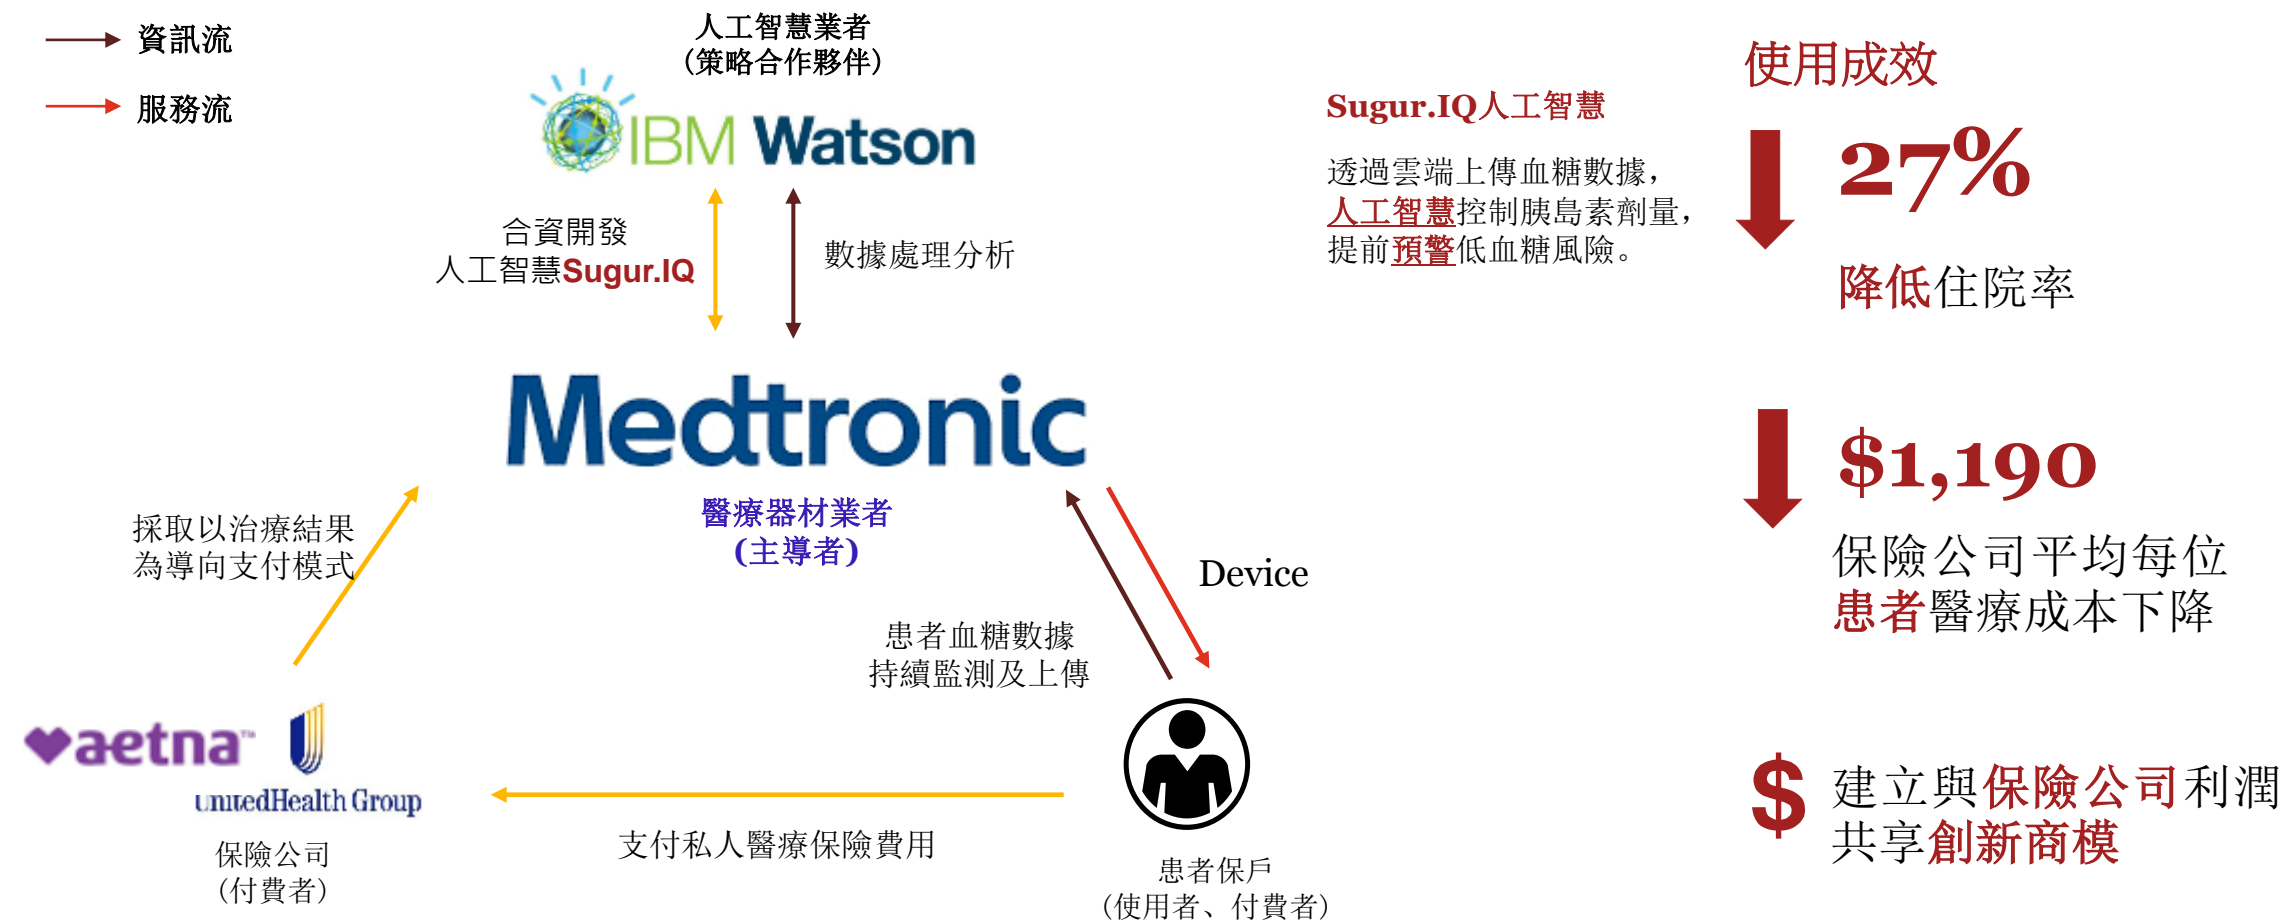 資訊流
服務流
人工智慧業者
(策略合作夥伴)
IBM Watson
合資開發
人工智慧Sugur.IQ
數據處理分析
Medtronic
醫療器材業者
(主導者)
採取以治療結果
為導向支付模式
Device
患者血糖數據
持續監測及上傳
aetna™
UnitedHealth Group
保險公司
(付費者)
支付私人醫療保險費用
患者保戶
(使用者、付費者)
Sugur.IQ人工智慧
透過雲端上傳血糖數據，
人工智慧控制胰島素劑量，
提前預警低血糖風險。
使用成效
27%
降低住院率
$1,190
保險公司平均每位
患者醫療成本下降
$
建立與保險公司利潤
共享創新商模